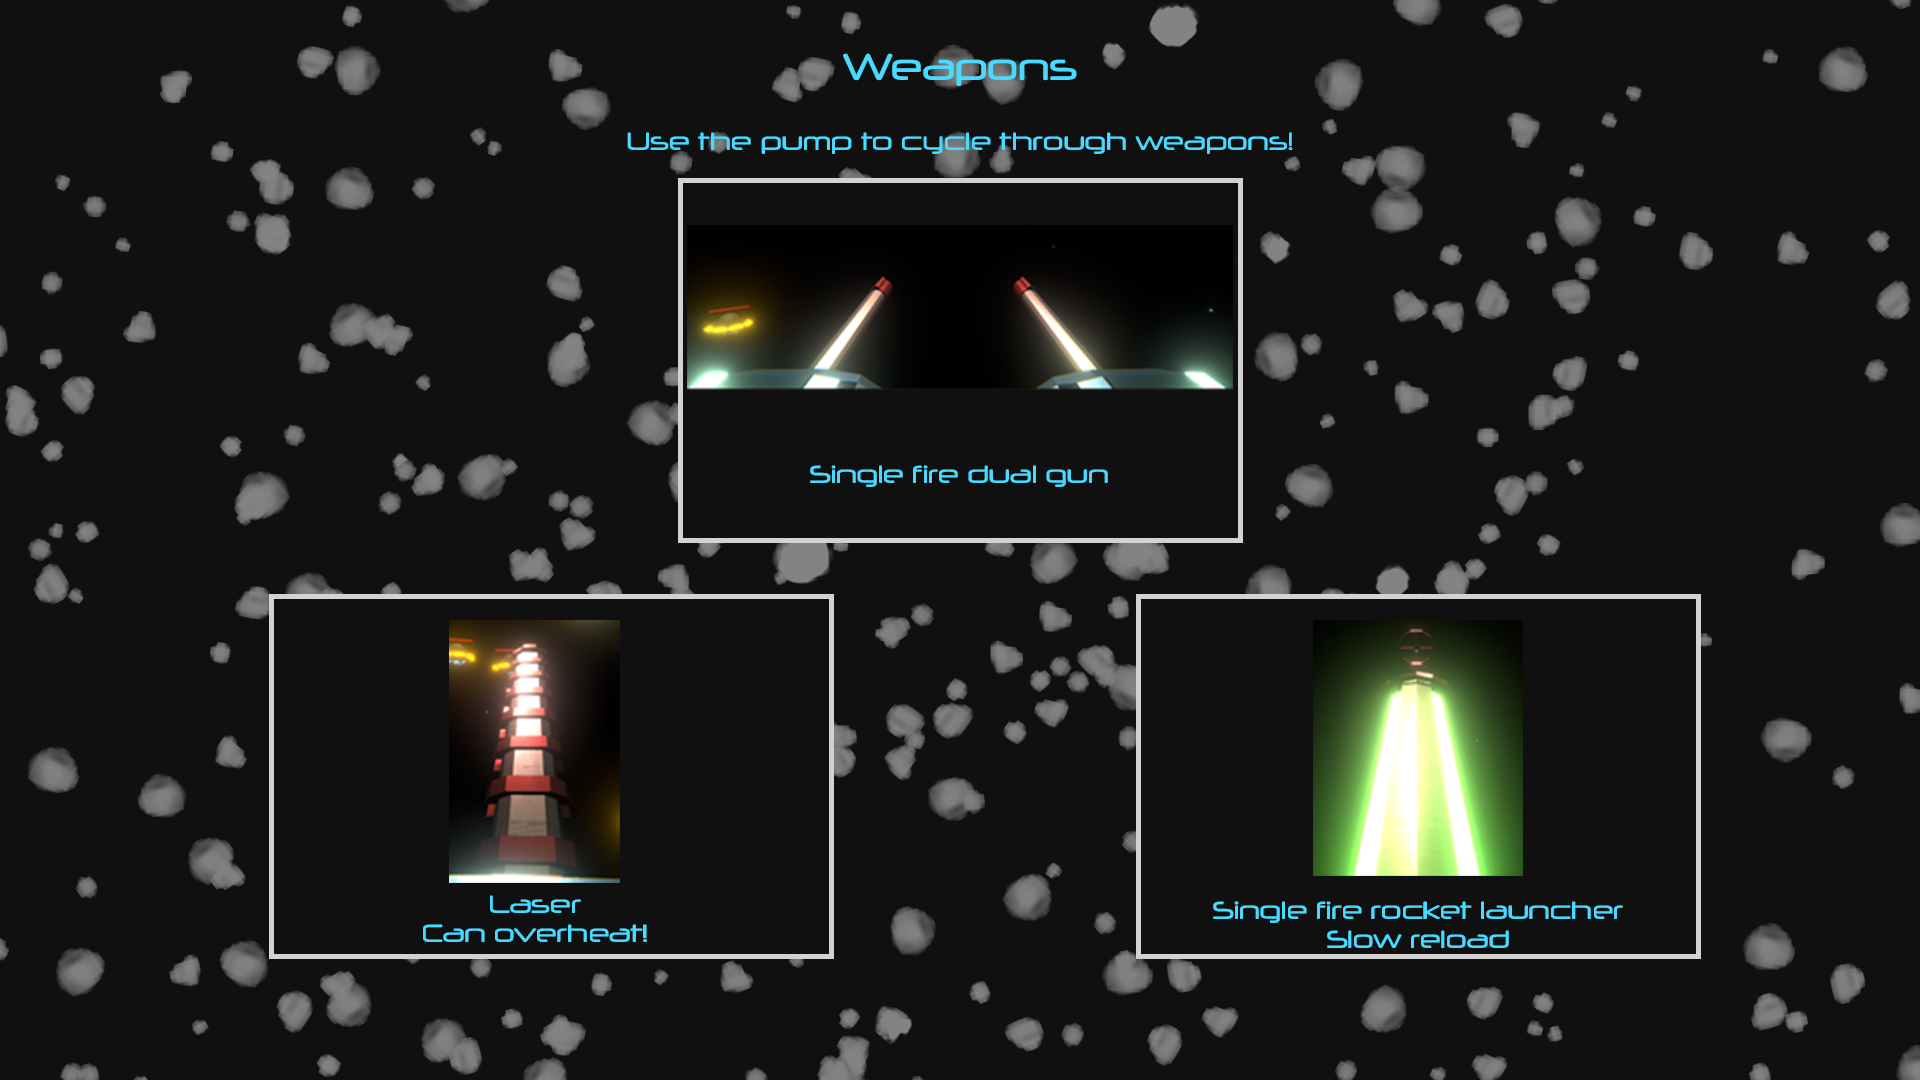 Weapons
Use the pump to cycle through weapons!
Single fire dual gun
Laser
Can overheat!
Single fire rocket launcher
Slow reload